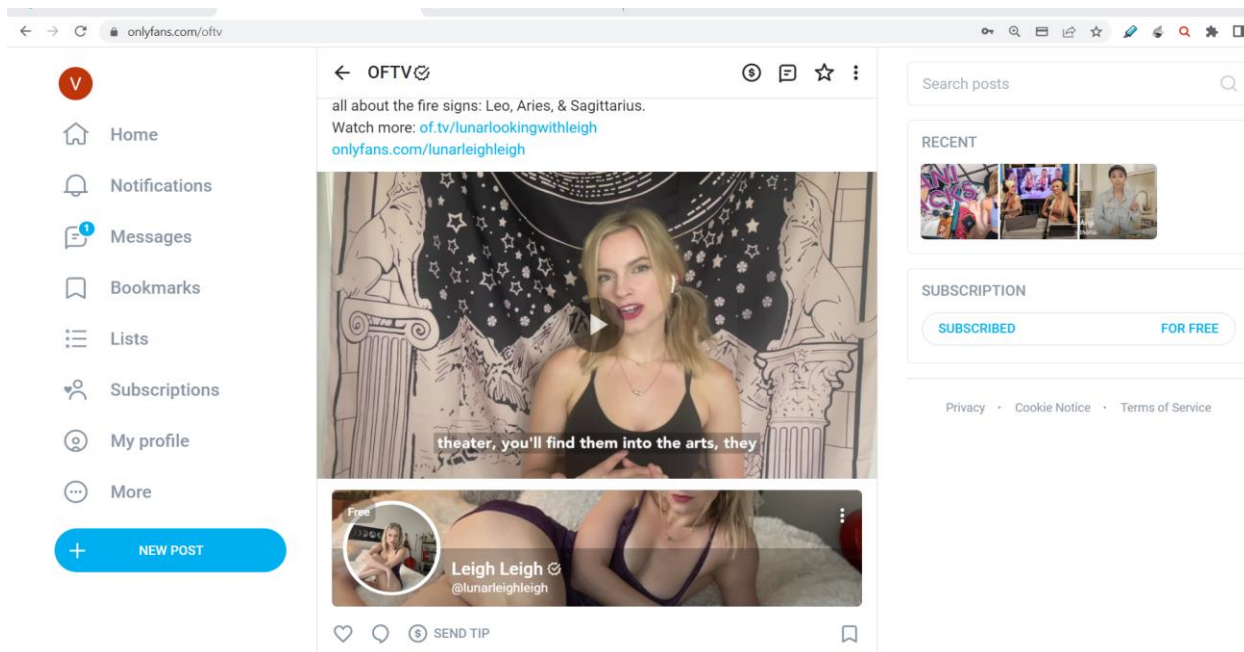 onlyfans.com/oftv
V
Home
Notifications
1
Messages
Bookmarks
Lists
Subscriptions
My profile
More
+ NEW POST
OFTV
all about the fire signs: Leo, Aries, & Sagittarius.
Watch more: of.tv/lunarlookingwithleigh
onlyfans.com/lunarleighleigh
theater, you'll find them into the arts, they
Free
Leigh Leigh
@lunarleighleigh
SEND TIP
Search posts
RECENT
SUBSCRIPTION
SUBSCRIBED FOR FREE
Privacy · Cookie Notice · Terms of Service